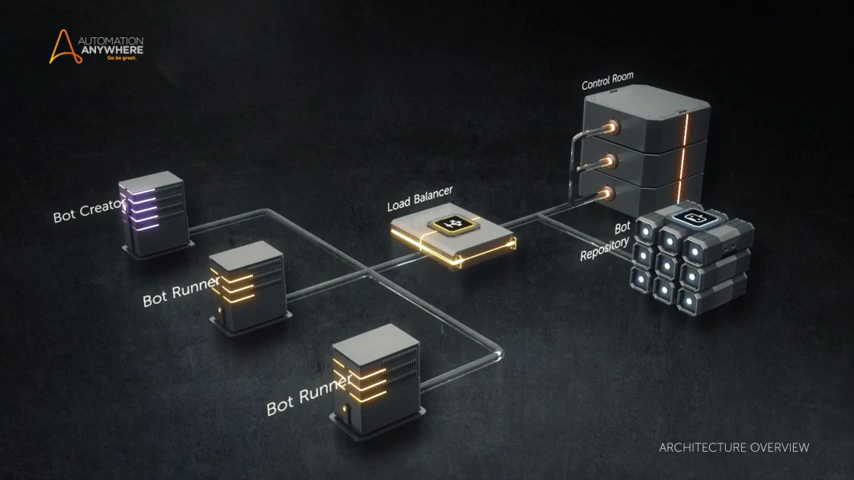 AUTOMATION
ANYWHERE
Go be great.
Control Room
Bot Creator
Load Balancer
Bot
Repository
Bot Runner
Bot Runner
ARCHITECTURE OVERVIEW